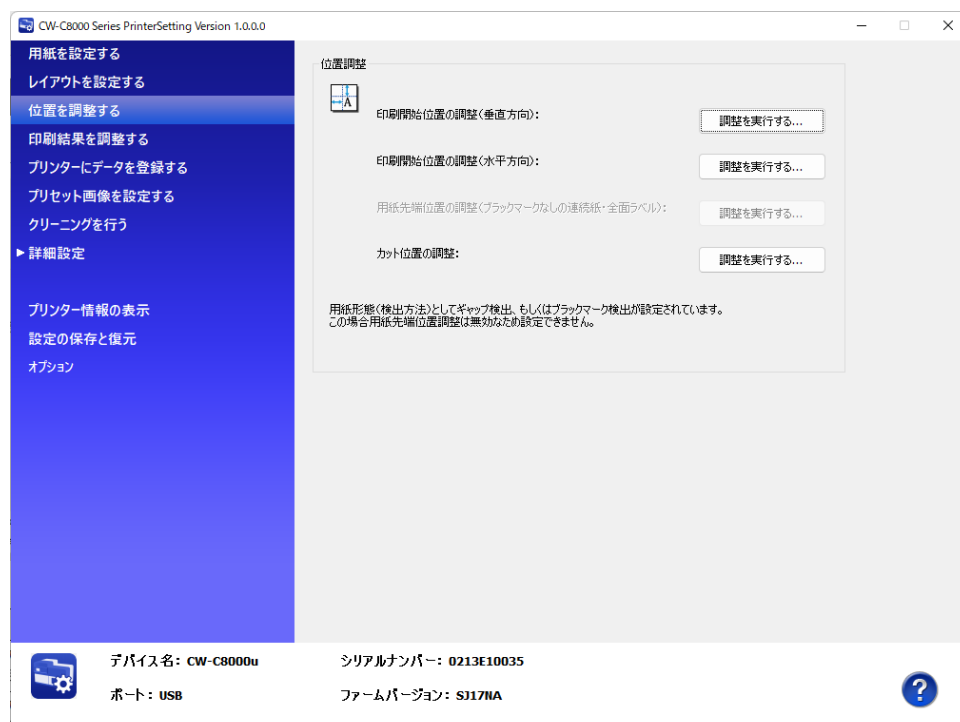 CW-C8000 Series PrinterSetting Version 1.0.0.0
用紙を設定する
レイアウトを設定する
位置を調整する
印刷結果を調整する
プリンターにデータを登録する
プリセット画像を設定する
クリーニングを行う
詳細設定
プリンター情報の表示
設定の保存と復元
オプション
位置調整
A
印刷開始位置の調整(垂直方向):
調整を実行する...
印刷開始位置の調整(水平方向):
調整を実行する...
用紙先端位置の調整(ブラックマークなしの連続紙・全面ラベル):
調整を実行する...
カット位置の調整:
調整を実行する...
用紙形態(検出方法)としてギャップ検出、もしくはブラックマーク検出が設定されています。
この場合用紙先端位置調整は無効なため設定できません。
デバイス名: CW-C8000u
シリアルナンバー: 0213E10035
ポート: USB
ファームバージョン: SJ17NA
?